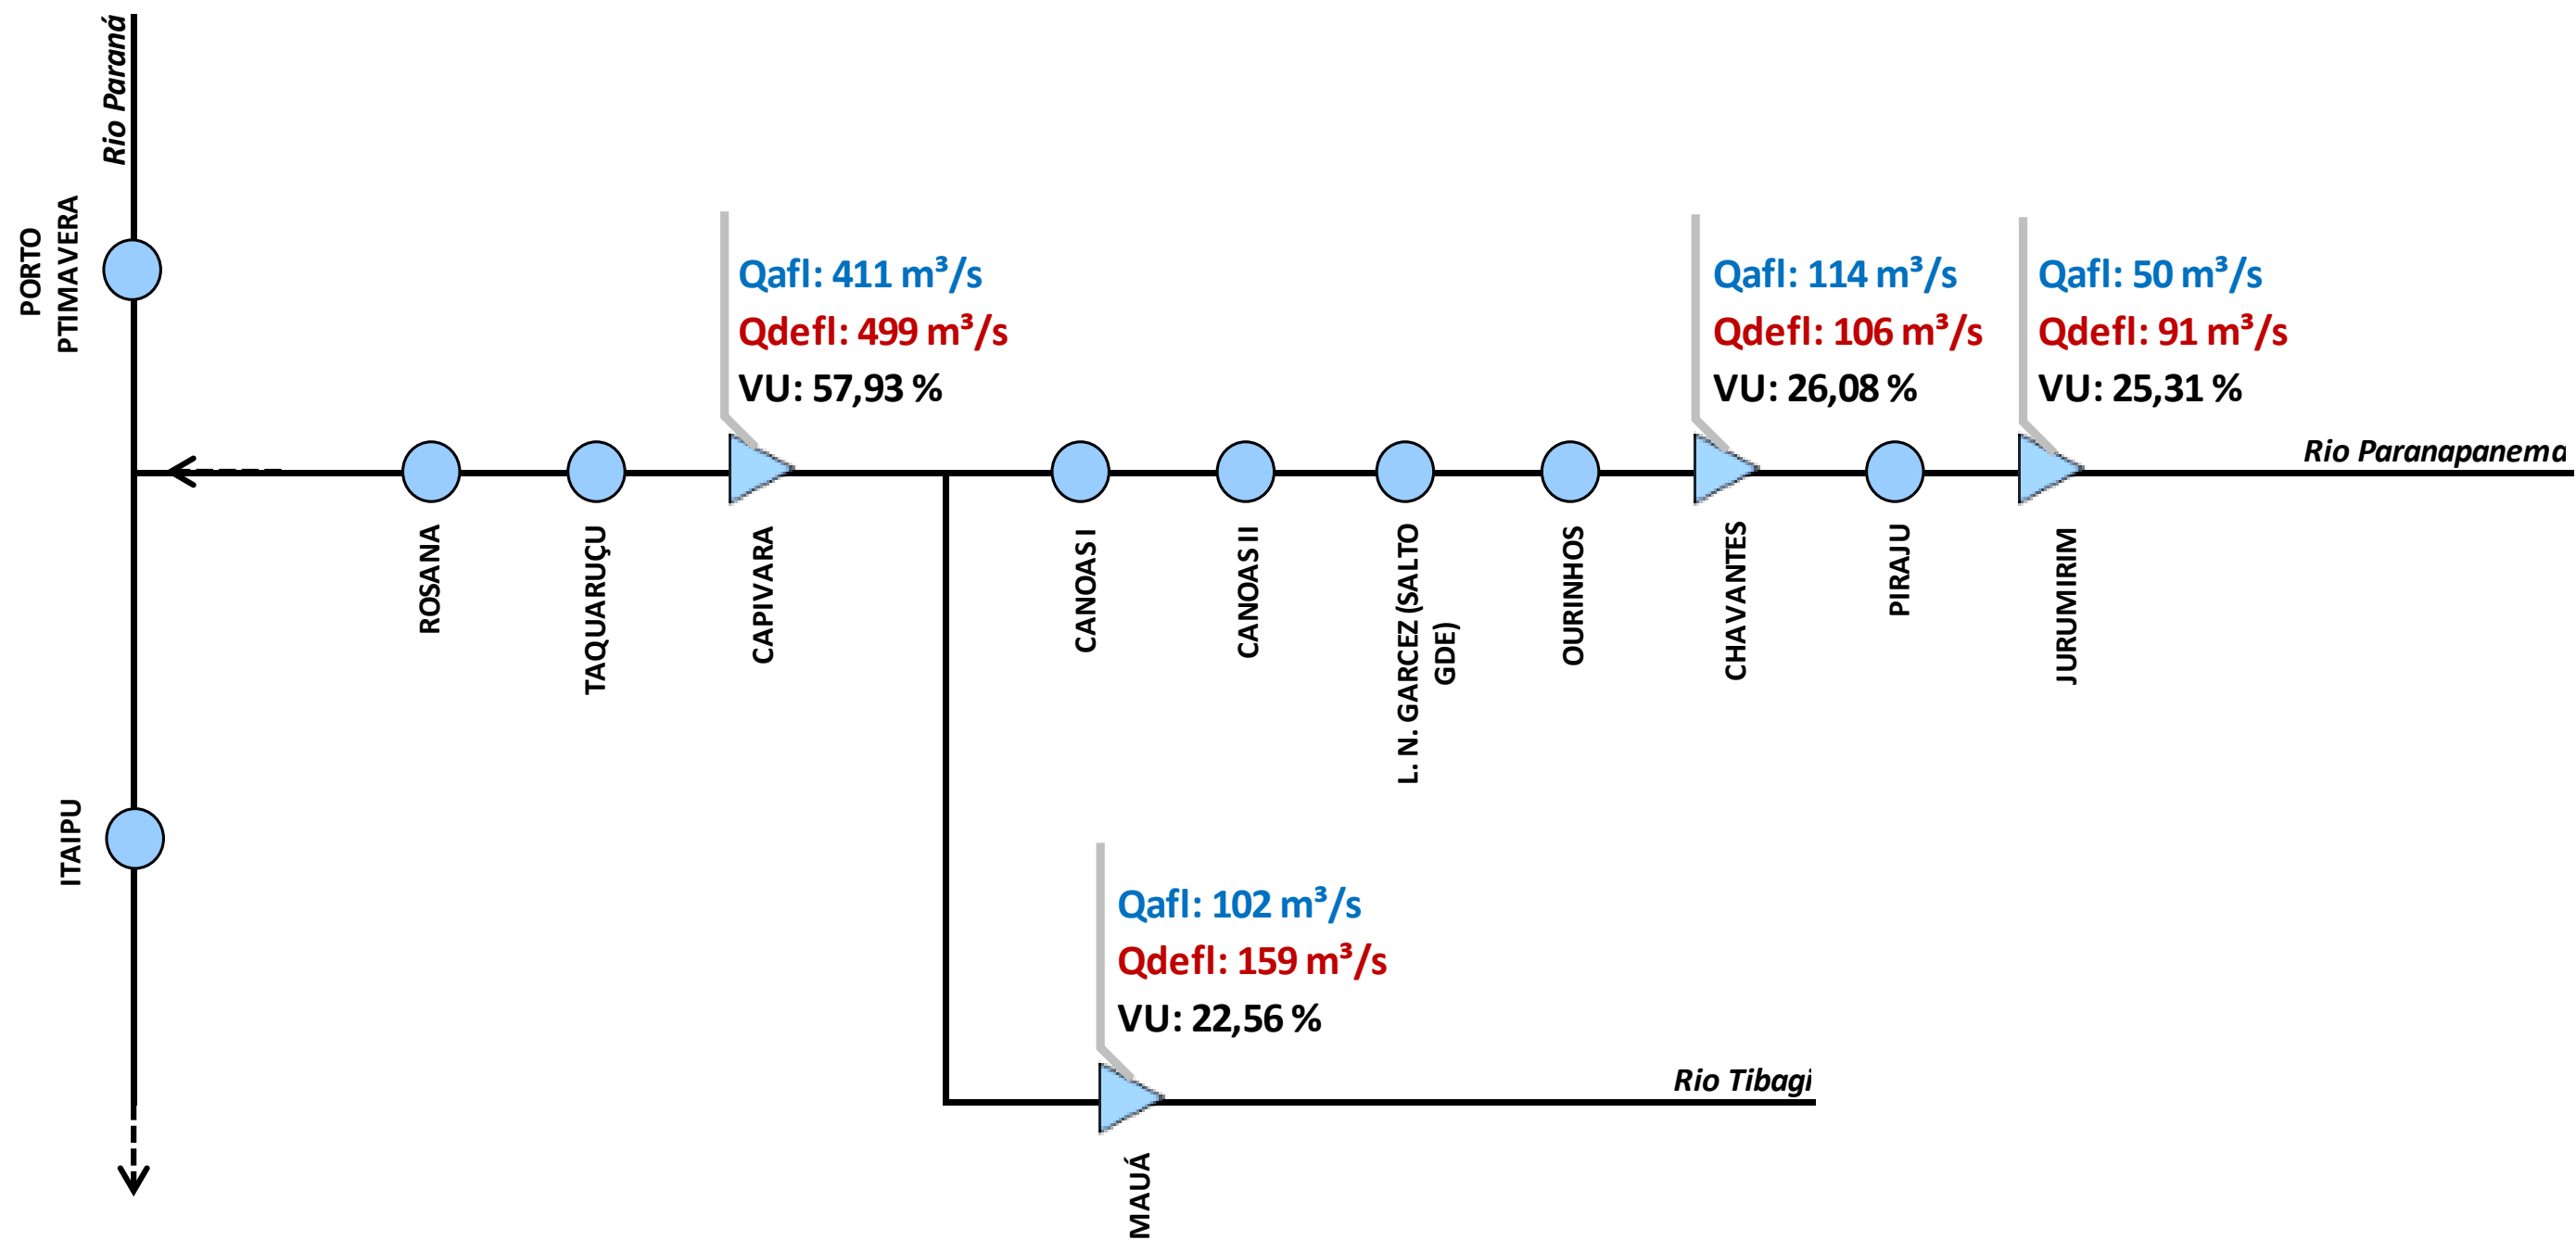 Rio Paraná
PORTO
PTIMAVERA
Qafl: 411 m³/s
Qdefl: 499 m³/s
VU: 57,93 %
Qafl: 114 m³/s
Qdefl: 106 m³/s
VU: 26,08 %
Qafl: 50 m³/s
Qdefl: 91 m³/s
VU: 25,31 %
Rio Paranapanema
ROSANA
TAQUARUÇU
CAPIVARA
CANOAS I
CANOAS II
L. N. GARCEZ (SALTO
GDE)
OURINHOS
CHAVANTES
PIRAJU
JURUMIRIM
ITAIPU
Qafl: 102 m³/s
Qdefl: 159 m³/s
VU: 22,56 %
Rio Tibagi
MAUÁ